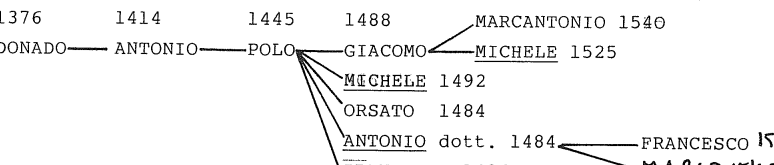 1376 1414 1445 1488 MARCANTONIO 1540
DONADO ANTONIO POLO GIACOMO MICHELE 1525
MICHELE 1492
ORSATO 1484
ANTONIO dott. 1484 FRANCESCO